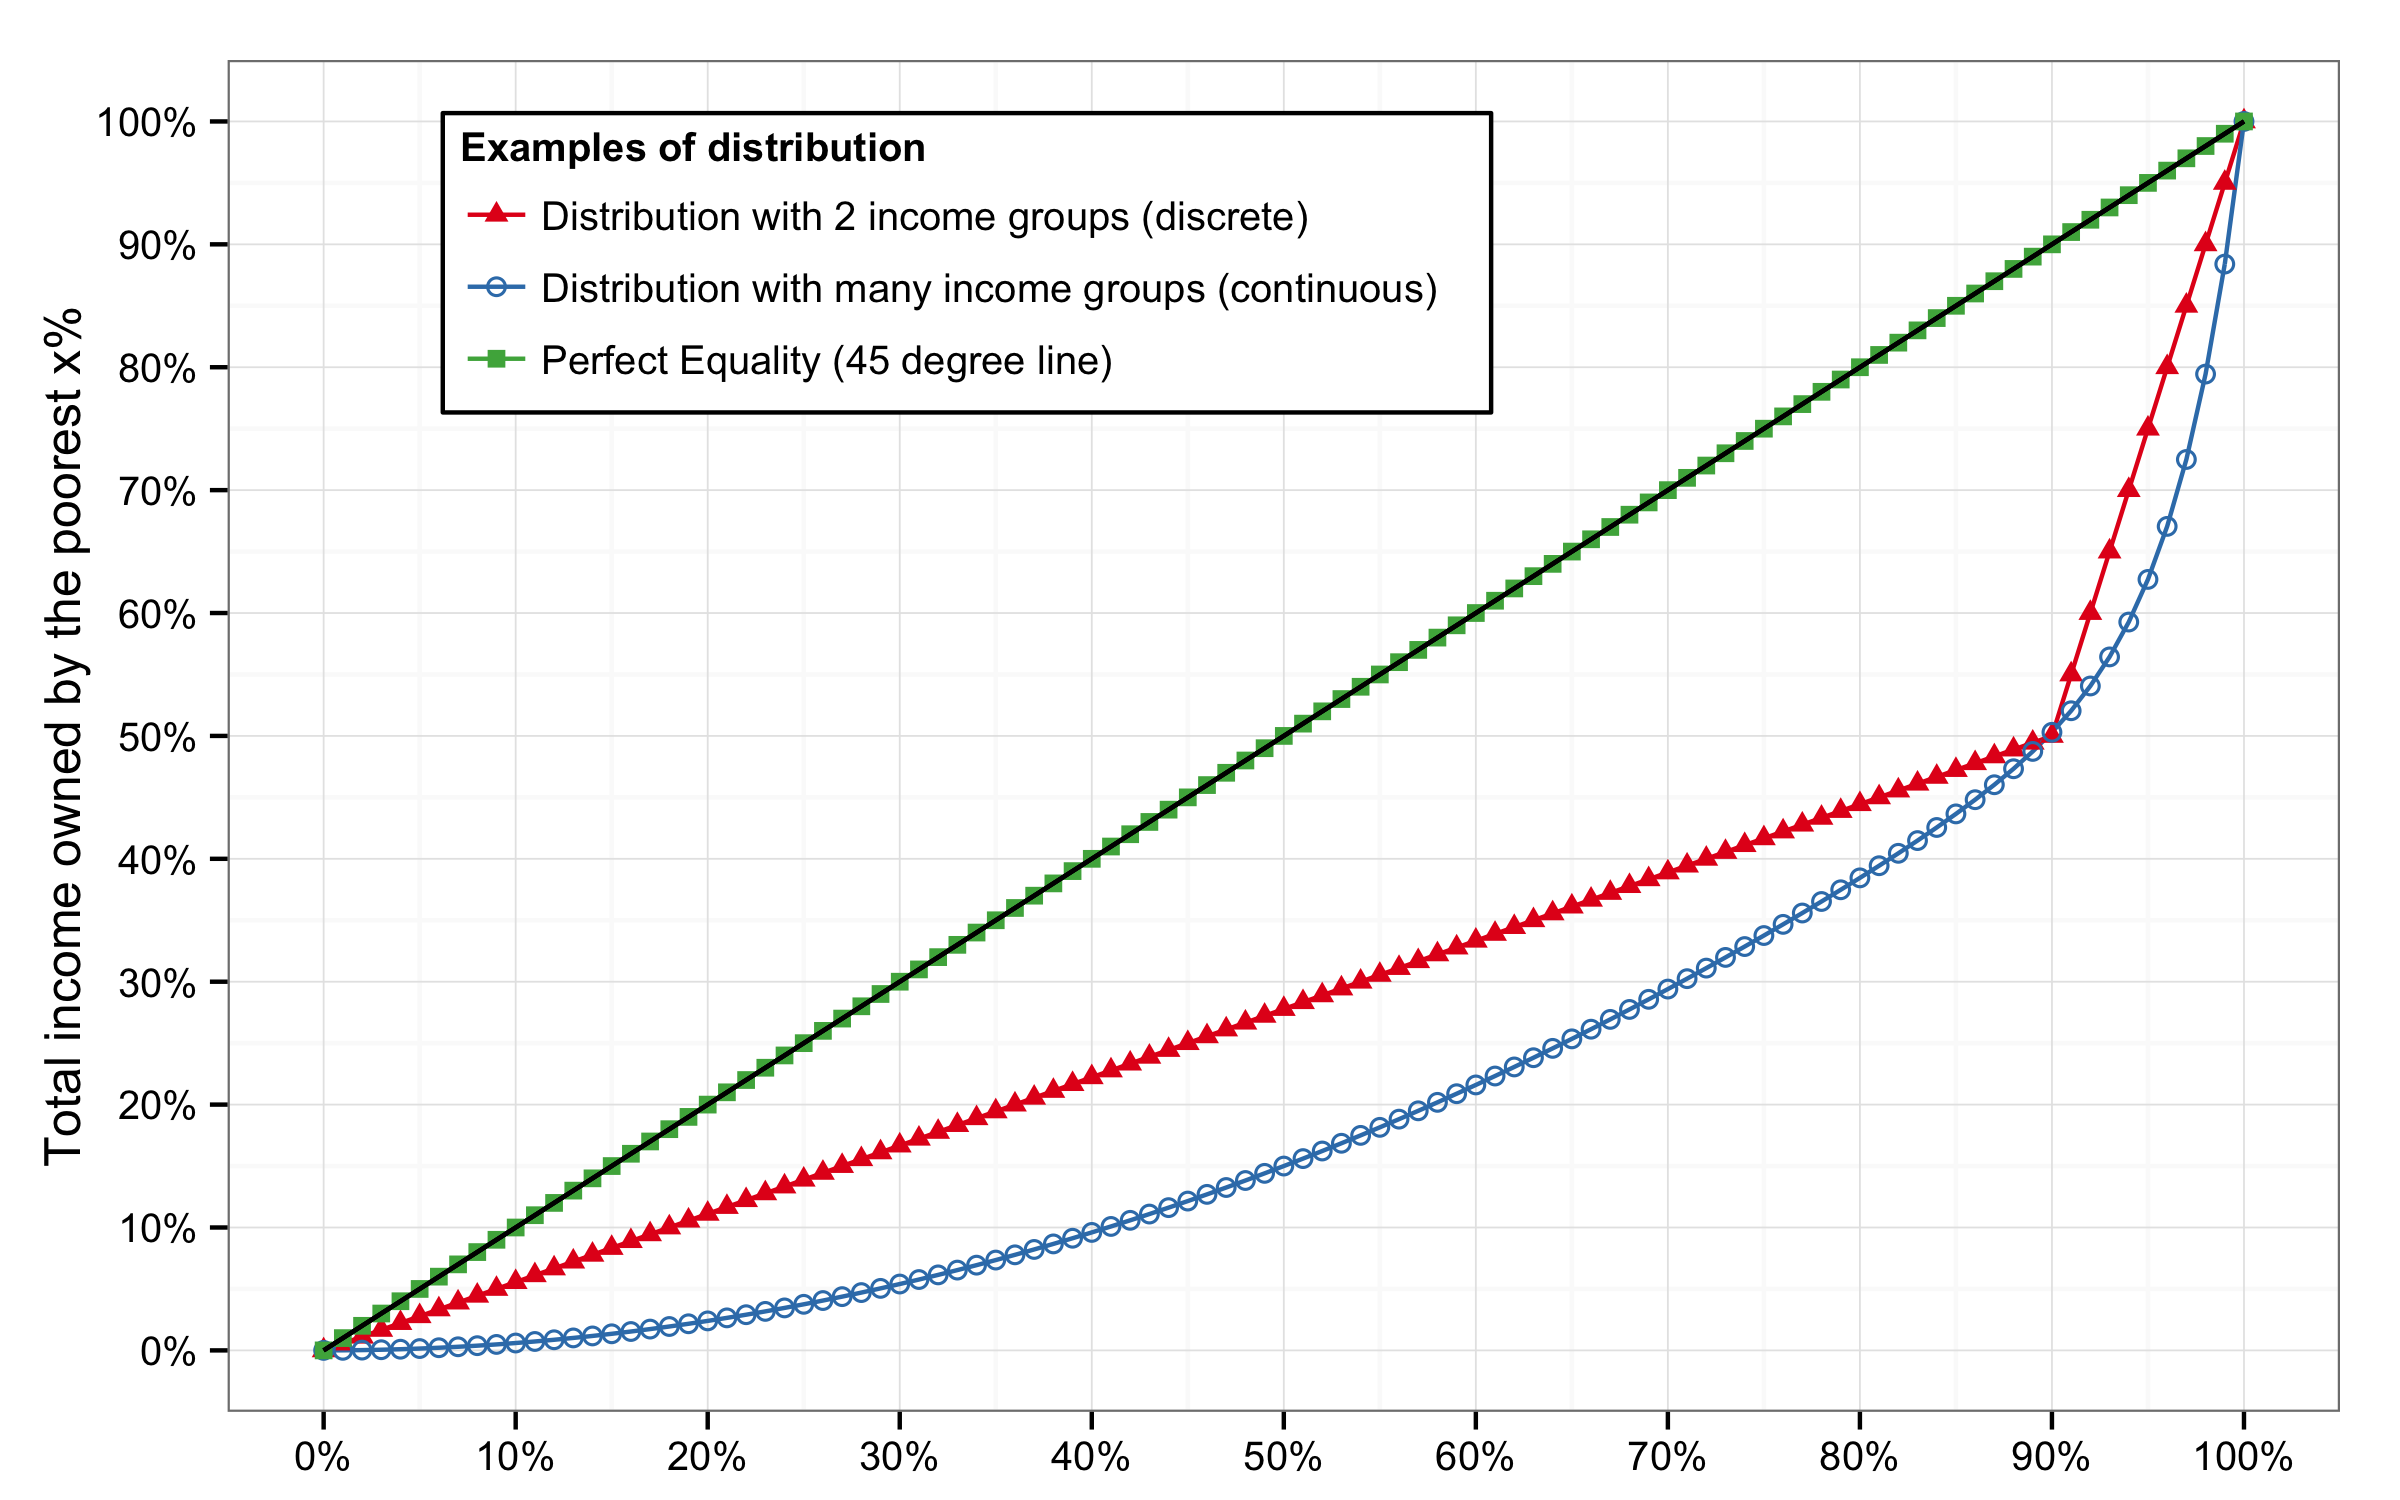 Total income owned by the poorest x%
100%
90%
80%
70%
60%
50%
40%
30%
20%
10%
0%
Examples of distribution
Distribution with 2 income groups (discrete)
Distribution with many income groups (continuous)
Perfect Equality (45 degree line)
0% 10% 20% 30% 40% 50% 60% 70% 80% 90% 100%